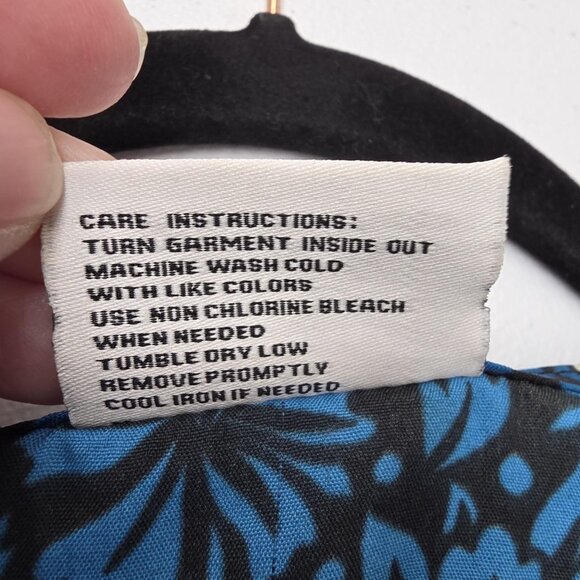 CARE INSTRUCTIONS:
TURN GARMENT INSIDE OUT
MACHINE WASH COLD
WITH LIKE COLORS
USE NON CHLORINE BLEACH
WHEN NEEDED
TUMBLE DRY LOW
REMOVE PROMPTLY
COOL IRON IF NEEDED